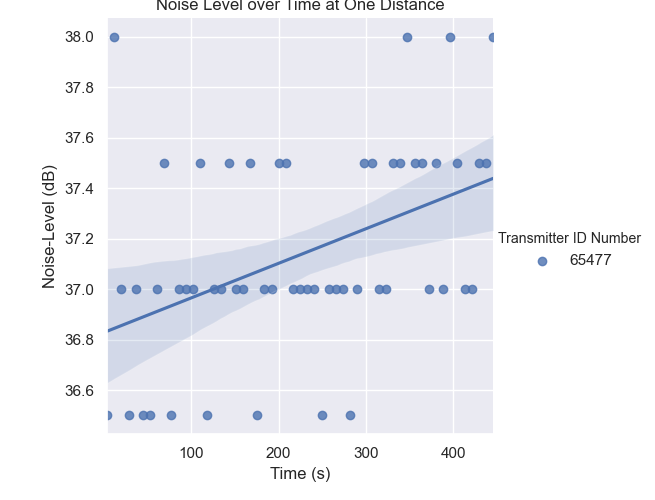 Noise Level over Time at One Distance
38.0
37.8
37.6
37.4
37.2
37.0
36.8
36.6
Noise-Level (dB)
100 200 300 400
Time (s)
Transmitter ID Number
65477